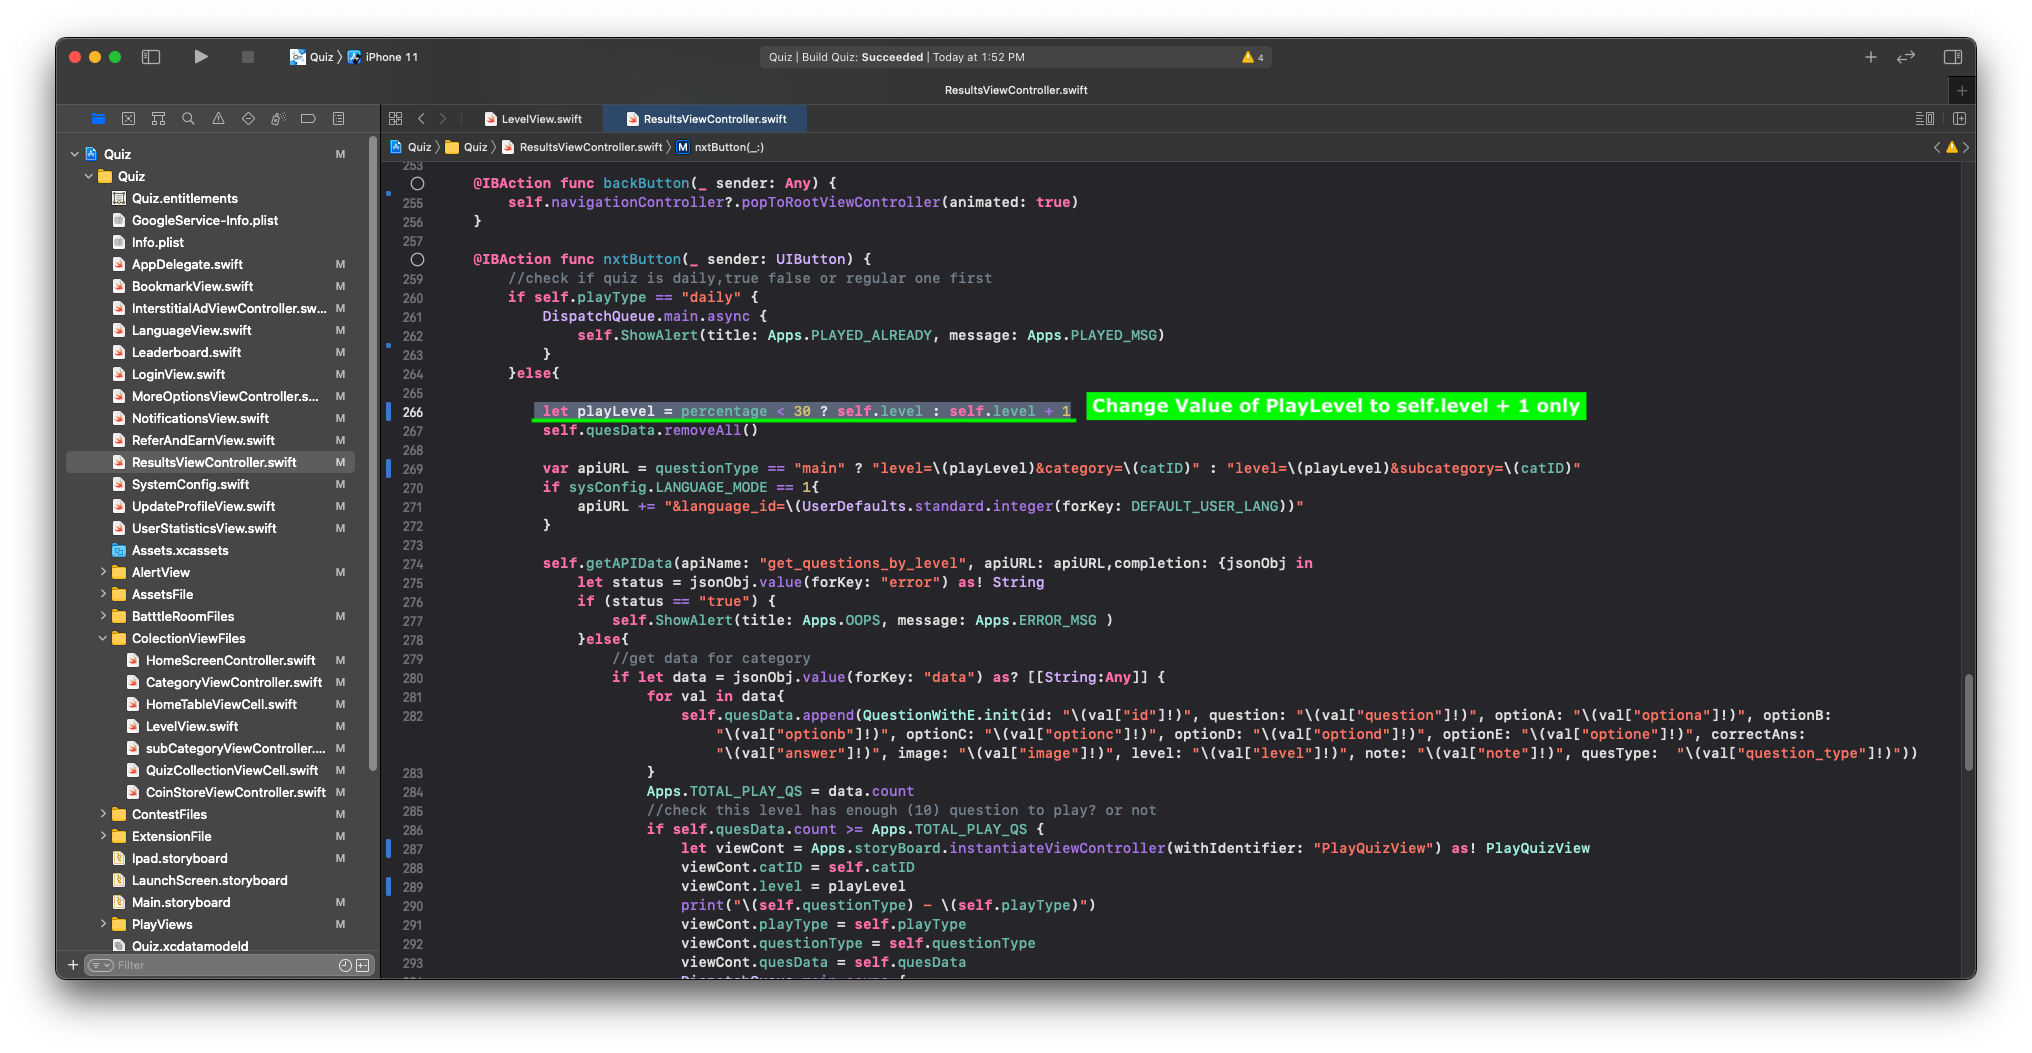 Quiz 〉 iPhone 11
Quiz | Build Quiz: Succeeded | Today at 1:52 PM
4
ResultsViewController.swift
LevelView.swift
ResultsViewController.swift
Quiz 〉 Quiz 〉 ResultsViewController.swift 〉 M nxtButton(_:)
Quiz M
Quiz
Quiz.entitlements
GoogleService-Info.plist
Info.plist
AppDelegate.swift M
BookmarkView.swift M
InterstitialAdViewController.sw... M
LanguageView.swift M
Leaderboard.swift M
LoginView.swift M
MoreOptionsViewController.s... M
NotificationsView.swift M
ReferAndEarnView.swift M
ResultsViewController.swift M
SystemConfig.swift M
UpdateProfileView.swift M
UserStatisticsView.swift M
Assets.xcassets
AlertView M
AssetsFile
BatttleRoomFiles M
ColectionViewFiles
HomeScreenController.swift M
CategoryViewController.swift M
HomeTableViewCell.swift M
LevelView.swift M
subCategoryViewController.... M
QuizCollectionViewCell.swift M
CoinStoreViewController.swift M
ContestFiles M
ExtensionFile M
Ipad.storyboard M
LaunchScreen.storyboard
Main.storyboard M
PlayViews M
Quiz.xcdatamodeld
Filter
253
@IBAction func backButton(_ sender: Any) {
255 self.navigationController?.popToRootViewController(animated: true)
256 }
257
@IBAction func nxtButton(_ sender: UIButton) {
259 //check if quiz is daily,true false or regular one first
260 if self.playType == "daily" {
261 DispatchQueue.main.async {
262 self.ShowAlert(title: Apps.PLAYED_ALREADY, message: Apps.PLAYED_MSG)
263 }
264 }else{
265
266 let playLevel = percentage < 30 ? self.level : self.level + 1
Change Value of PlayLevel to self.level + 1 only
267 self.quesData.removeAll()
268
269 var apiURL = questionType == "main" ? "level=\(playLevel)&category=\(catID)" : "level=\(playLevel)&subcategory=\(catID)"
270 if sysConfig.LANGUAGE_MODE == 1{
271 apiURL += "&language_id=\(UserDefaults.standard.integer(forKey: DEFAULT_USER_LANG))"
272 }
273
274 self.getAPIData(apiName: "get_questions_by_level", apiURL: apiURL,completion: {jsonObj in
275 let status = jsonObj.value(forKey: "error") as! String
276 if (status == "true") {
277 self.ShowAlert(title: Apps.OOPS, message: Apps.ERROR_MSG )
278 }else{
279 //get data for category
280 if let data = jsonObj.value(forKey: "data") as? [[String:Any]] {
281 for val in data{
282 self.quesData.append(QuestionWithE.init(id: "\(val["id"]!)", question: "\(val["question"]!)", optionA: "\(val["optiona"]!)", optionB:
"\(val["optionb"]!)", optionC: "\(val["optionc"]!)", optionD: "\(val["optiond"]!)", optionE: "\(val["optione"]!)", correctAns:
"\(val["answer"]!)", image: "\(val["image"]!)", level: "\(val["level"]!)", note: "\(val["note"]!)", quesType:  "\(val["question_type"]!)"))
283 }
284 Apps.TOTAL_PLAY_QS = data.count
285 //check this level has enough (10) question to play? or not
286 if self.quesData.count >= Apps.TOTAL_PLAY_QS {
287 let viewCont = Apps.storyBoard.instantiateViewController(withIdentifier: "PlayQuizView") as! PlayQuizView
288 viewCont.catID = self.catID
289 viewCont.level = playLevel
290 print("\(self.questionType) - \(self.playType)")
291 viewCont.playType = self.playType
292 viewCont.questionType = self.questionType
293 viewCont.quesData = self.quesData
DispatchQueue.main.async {